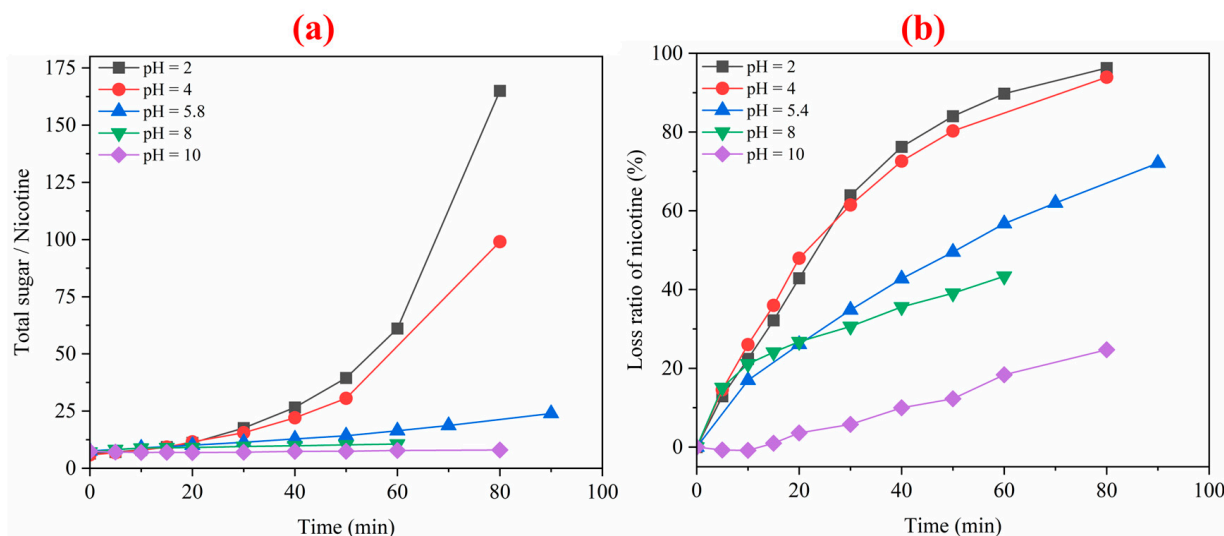 (a)
175
150
125
100
75
50
25
0
Total sugar / Nicotine
pH = 2
pH = 4
pH = 5.8
pH = 8
pH = 10
0 20 40 60 80 100
Time (min)
(b)
100
80
60
40
20
0
Loss ratio of nicotine (%)
pH = 2
pH = 4
pH = 5.4
pH = 8
pH = 10
0 20 40 60 80 100
Time (min)